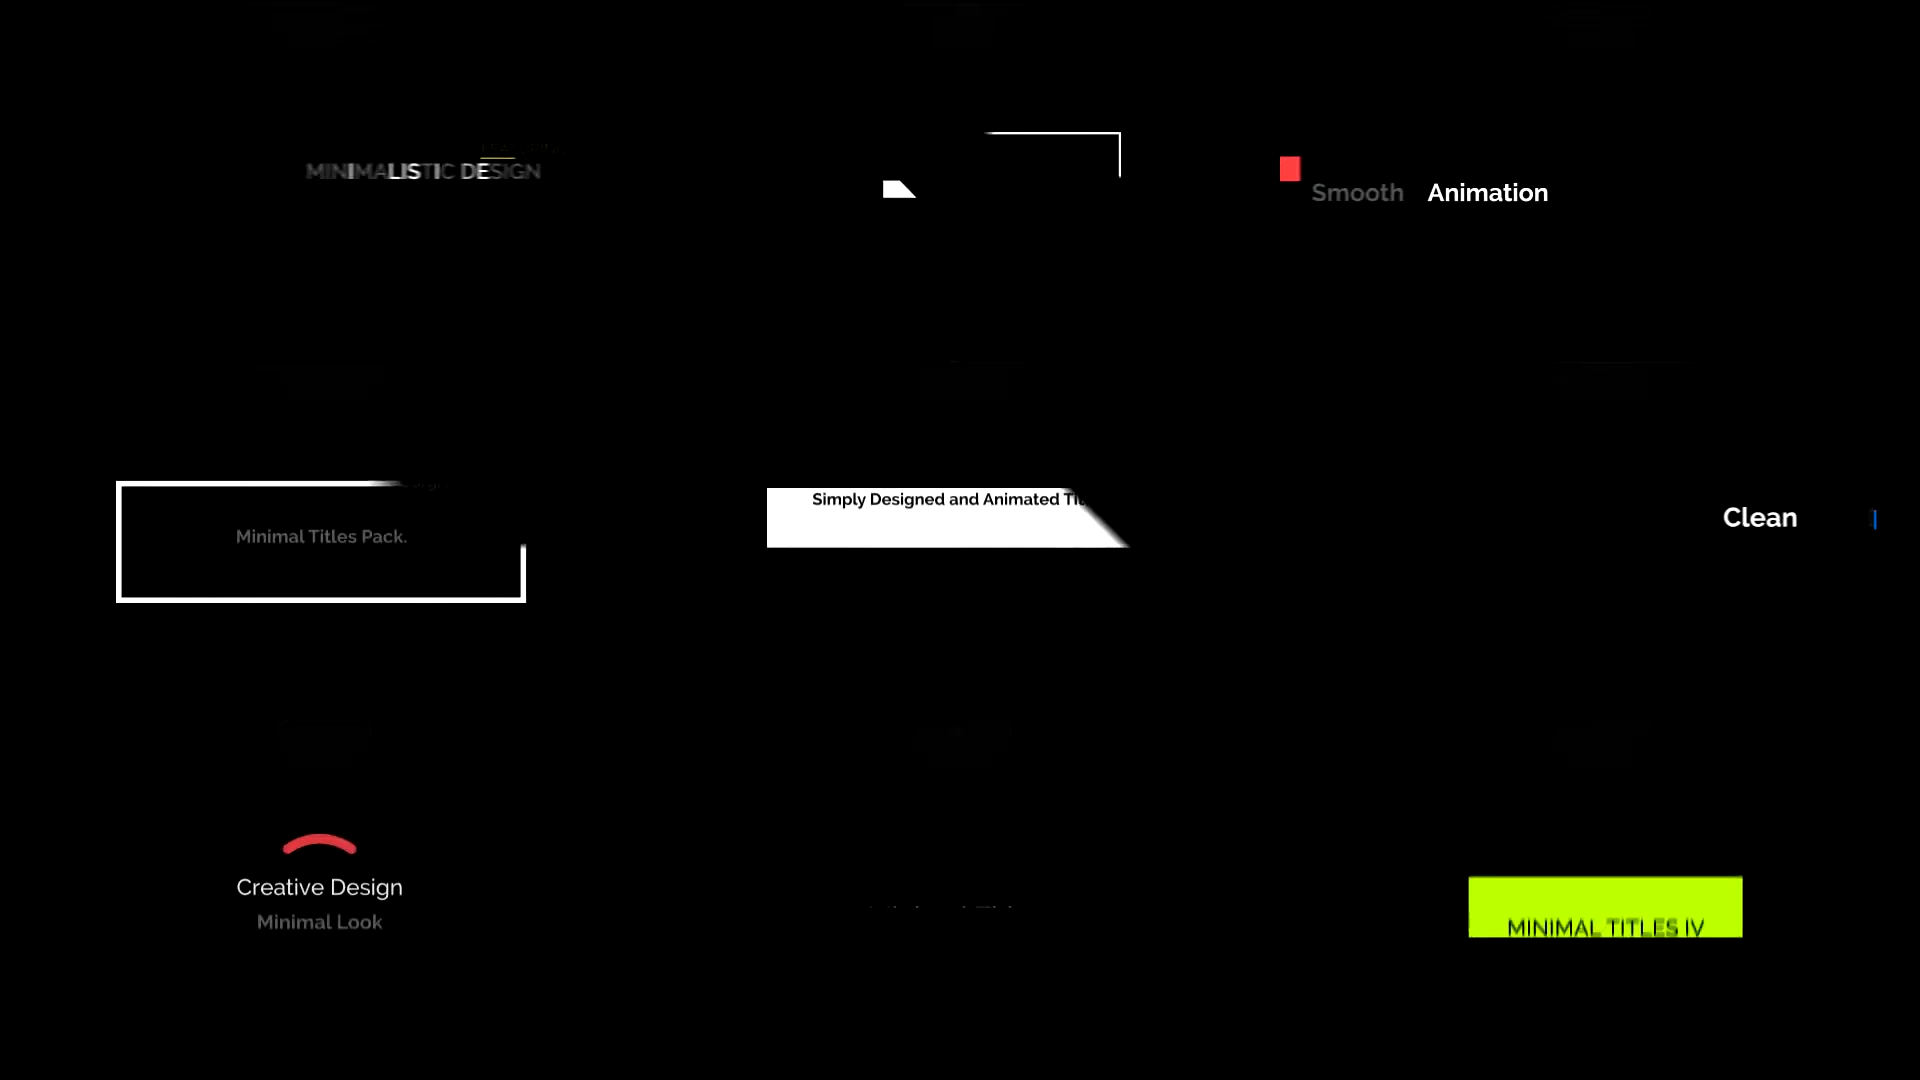 MINIMALISTIC DESIGN
Smooth Animation
Minimal Titles Pack.
Simply Designed and Animated
Clean
Creative Design
Minimal Look
MINIMAL TITLES IV